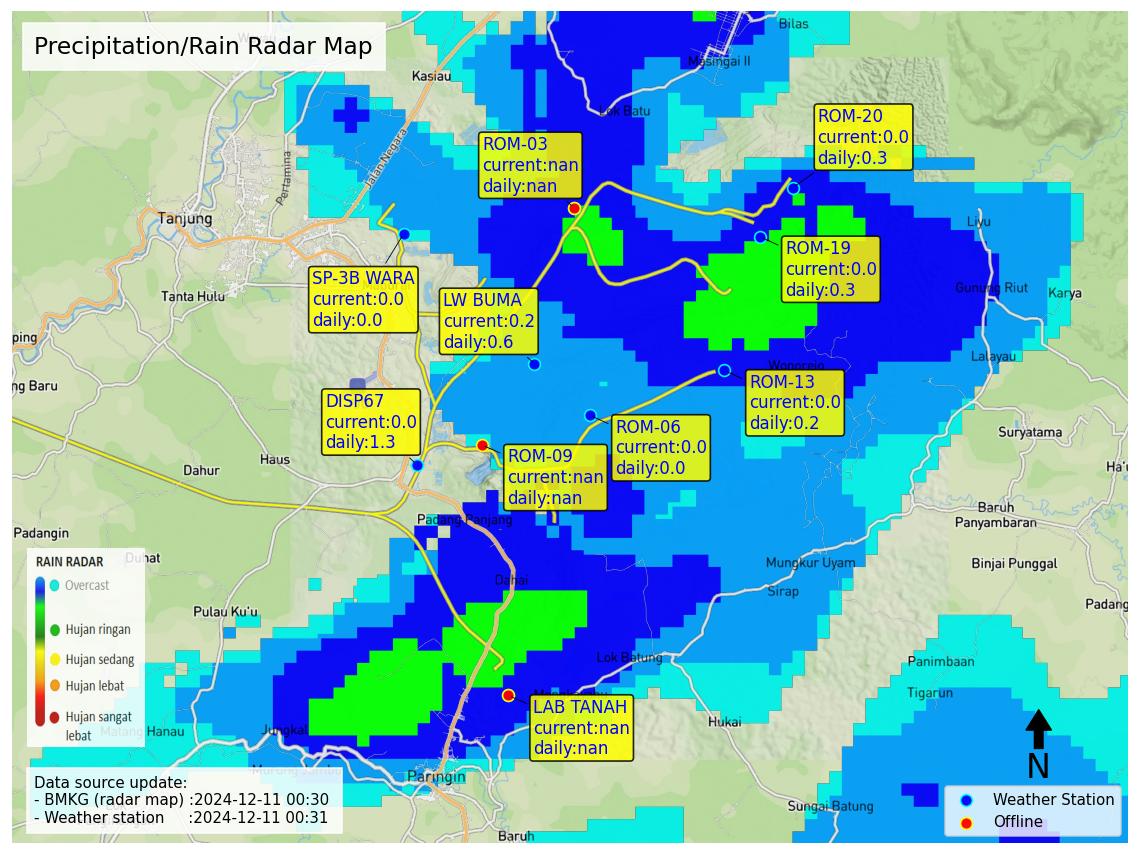 Precipitation/Rain Radar Map
Bilas
Masingai II
Kasiau
Lok Batu
ROM-20
current:0.0
daily:0.3
ROM-03
current:nan
daily:nan
Jalan Negara
Pertamina
Tanjung
Liyu
ROM-19
current:0.0
daily:0.3
SP-3B WARA
current:0.0
daily:0.0
LW BUMA
current:0.2
daily:0.6
Tanta Hulu
Gunung Riut
Karya
ping
Lalayau
Wonorejo
ng Baru
ROM-13
current:0.0
daily:0.2
DISP67
current:0.0
daily:1.3
ROM-06
current:0.0
daily:0.0
Suryatama
ROM-09
current:nan
daily:nan
Haus
Dahur
Ha'u
Baruh
Panyambaran
Padang Panjang
Padangin
Duhat
Mungkur Uyam
Binjai Punggal
Dahai
Sirap
Padang
Pulau Ku'u
RAIN RADAR
Overcast
Hujan ringan
Hujan sedang
Hujan lebat
Hujan sangat
lebat
Lok Batung
Panimbaan
Tigarun
LAB TANAH
current:nan
daily:nan
Hukai
Matang Hanau
Jungkal
Murung Jambu
Paringin
N
Data source update:
- BMKG (radar map) :2024-12-11 00:30
- Weather station :2024-12-11 00:31
Sungai Batung
Baruh
Weather Station
Offline